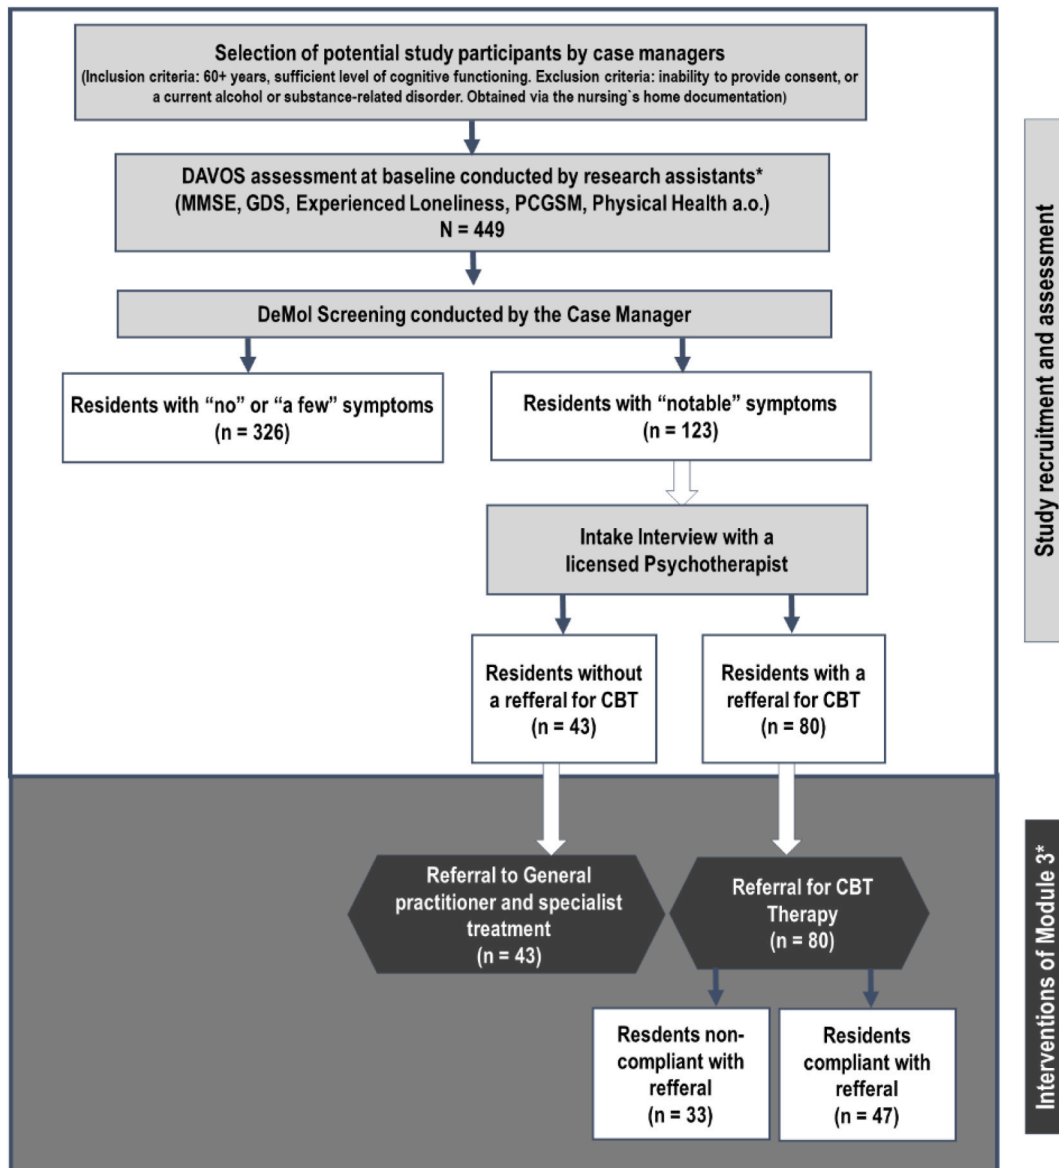 Selection of potential study participants by case managers
(Inclusion criteria: 60+ years, sufficient level of cognitive functioning. Exclusion criteria: inability to provide consent, or
a current alcohol or substance-related disorder. Obtained via the nursing`s home documentation)
DAVOS assessment at baseline conducted by research assistants*
(MMSE, GDS, Experienced Loneliness, PCGSM, Physical Health a.o.)
N = 449
DeMol Screening conducted by the Case Manager
Residents with “no” or “a few” symptoms
(n = 326)
Residents with “notable” symptoms
(n = 123)
Intake Interview with a
licensed Psychotherapist
Residents without
a refferal for CBT
(n = 43)
Residents with a
refferal for CBT
(n = 80)
Study recruitment and assessment
Referral to General
practitioner and specialist
treatment
(n = 43)
Referral for CBT
Therapy
(n = 80)
Resdents non-
compliant with
refferal
(n = 33)
Residents
compliant with
refferal
(n = 47)
Interventions of Module 3*